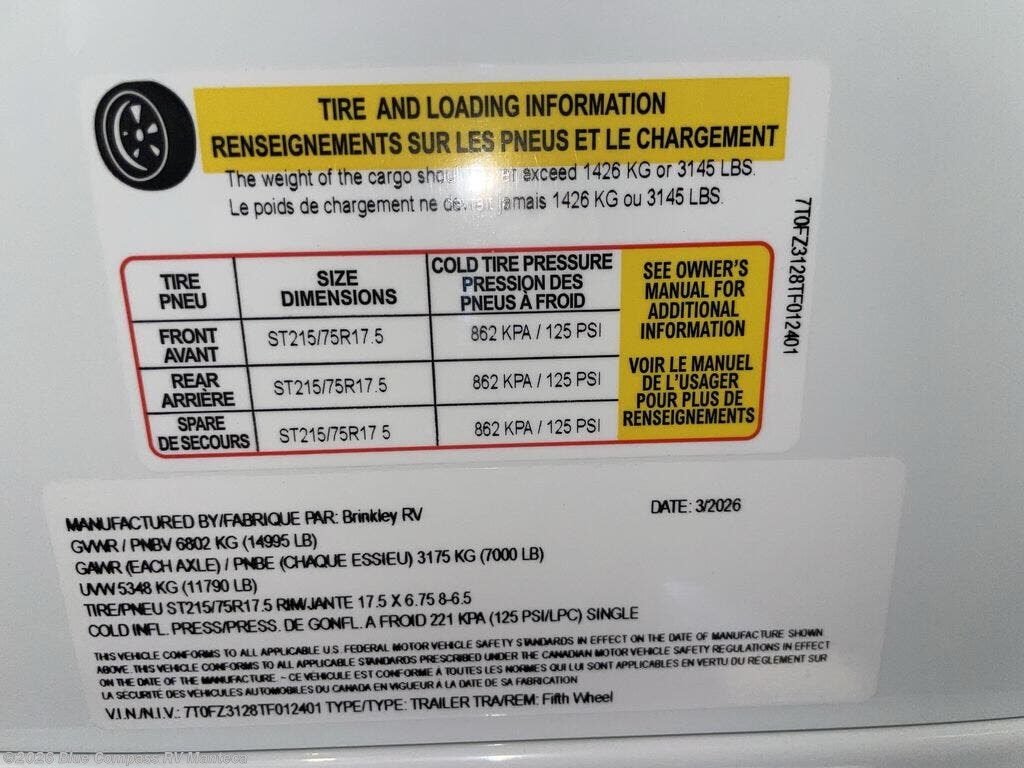 TIRE AND LOADING INFORMATION
RENSEIGNEMENTS SUR LES PNEUS ET LE CHARGEMENT
The weight of the cargo exceed 1426 KG or 3145 LBS.
Le poids de chargement ne jamais 1426 KG ou 3145 LBS.
TIRE
PNEU
SIZE
DIMENSIONS
COLD TIRE PRESSURE
PRESSION DES
PNEUS À FROID
SEE OWNER'S
MANUAL FOR
ADDITIONAL
INFORMATION
VOIR LE MANUEL
DE L'USAGER
POUR PLUS DE
RENSEIGNEMENTS
FRONT
AVANT
ST215/75R17.5
862 KPA / 125 PSI
REAR
ARRIÈRE
ST215/75R17.5
862 KPA / 125 PSI
SPARE
DE SECOURS
ST215/75R17 5
862 KPA / 125 PSI
7T0FZ3128TF012401
MANUFACTURED BY/FABRIQUE PAR: Brinkley RV
DATE: 3/2026
GVWR / PNBV 6802 KG (14995 LB)
GAWR (EACH AXLE) / PNBE (CHAQUE ESSIEU) 3175 KG (7000 LB)
UVW 5348 KG (11790 LB)
TIRE/PNEU ST215/75R17.5 RIM/JANTE 17.5 X 6.75 8-6.5
COLD INFL. PRESS/PRESS. DE GONFL. A FROID 221 KPA (125 PSI/LPC) SINGLE
THIS VEHICLE CONFORMS TO ALL APPLICABLE U.S. FEDERAL MOTOR VEHICLE SAFETY STANDARDS IN EFFECT ON THE DATE OF MANUFACTURE SHOWN
ABOVE. THIS VEHICLE CONFORMS TO ALL APPLICABLE STANDARDS PRESCRIBED UNDER THE CANADIAN MOTOR VEHICLE SAFETY REGULATIONS IN EFFECT
ON THE DATE OF THE MANUFACTURE - CE VEHICULE EST CONFORME À TOUTES LES NORMES QUI LUI SONT APPLICABLES EN VERTU DU RÈGLEMENT SUR
LA SÉCURITÉ DES VÉHICULES AUTOMOBILES DU CANADA EN VIGUEUR A LA DATE DE SA FABRICATION
V.I.N./N.I.V.: 7T0FZ3128TF012401 TYPE/TYPE: TRAILER TRA/REM: Fifth Wheel
©2026 Blue Compass RV Manteca